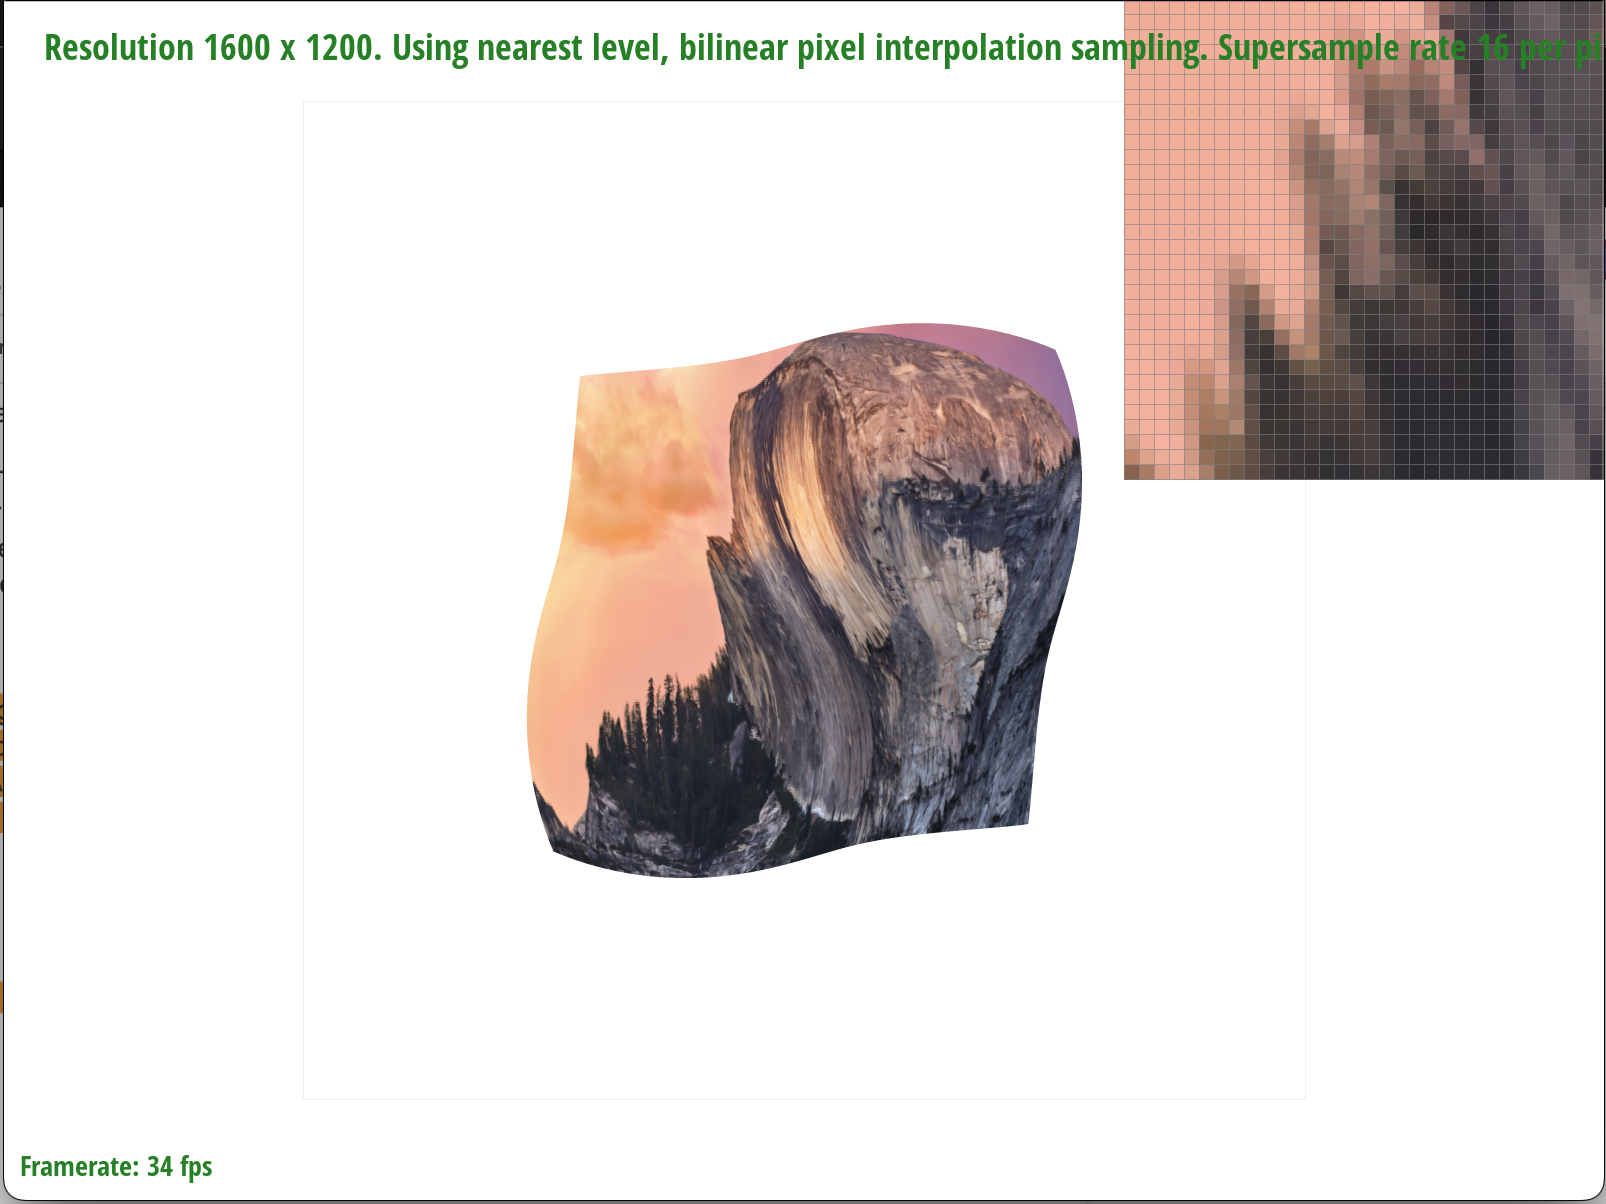 Resolution 1600 x 1200. Using nearest level, bilinear pixel interpolation sampling. Supersample rate 16 per pi
Framerate: 34 fps